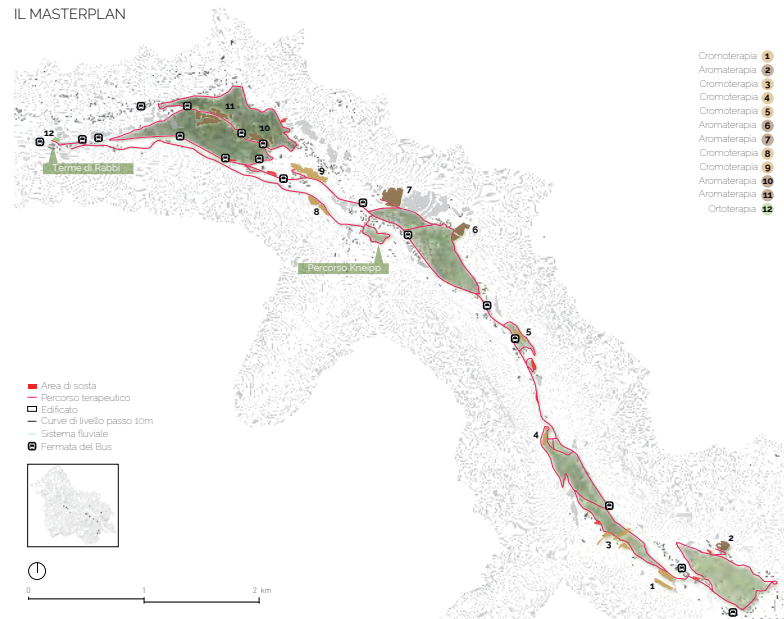 IL MASTERPLAN
Cromoterapia 1
Aromaterapia 2
Cromoterapia 3
Cromoterapia 4
Cromoterapia 5
Aromaterapia 6
Aromaterapia 7
Cromoterapia 8
Cromoterapia 9
Aromaterapia 10
Aromaterapia 11
Ortoterapia 12
11
12
10
Terme di Rabbi
9
7
8
6
Percorso Kneipp
5
4
3
2
1
Area di sosta
Percorso terapeutico
Edificato
Curve di livello passo 10m
Sistema fluviale
Fermata del Bus
0 1 2 km